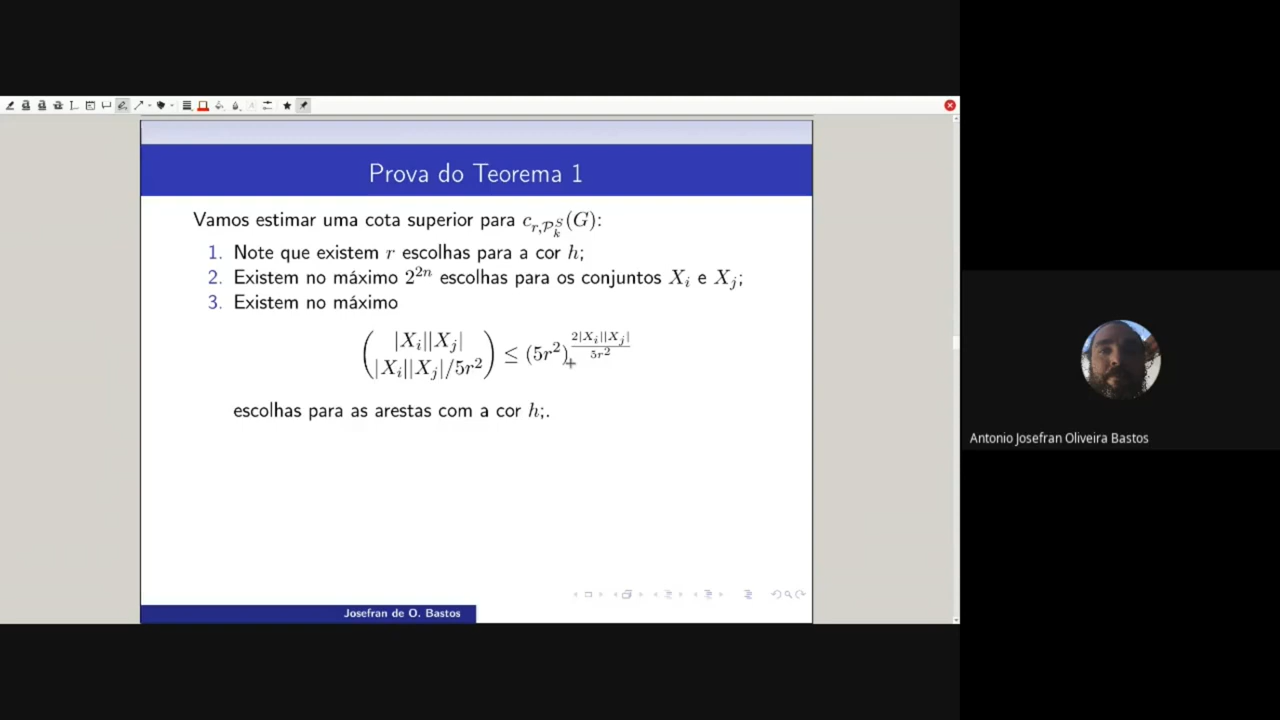 Prova do Teorema 1
Vamos estimar uma cota superior para $c_{r,\mathcal{P}_k^S}(G)$:
1. Note que existem $r$ escolhas para a cor $h$;
2. Existem no máximo $2^{2n}$ escolhas para os conjuntos $X_i$ e $X_j$;
3. Existem no máximo
$\binom{|X_i||X_j|}{|X_i||X_j|/5r^2} \leq (5r^2)^{\frac{2|X_i||X_j|}{5r^2}}$
escolhas para as arestas com a cor $h$;.
Antonio Josefran Oliveira Bastos
Josefran de O. Bastos